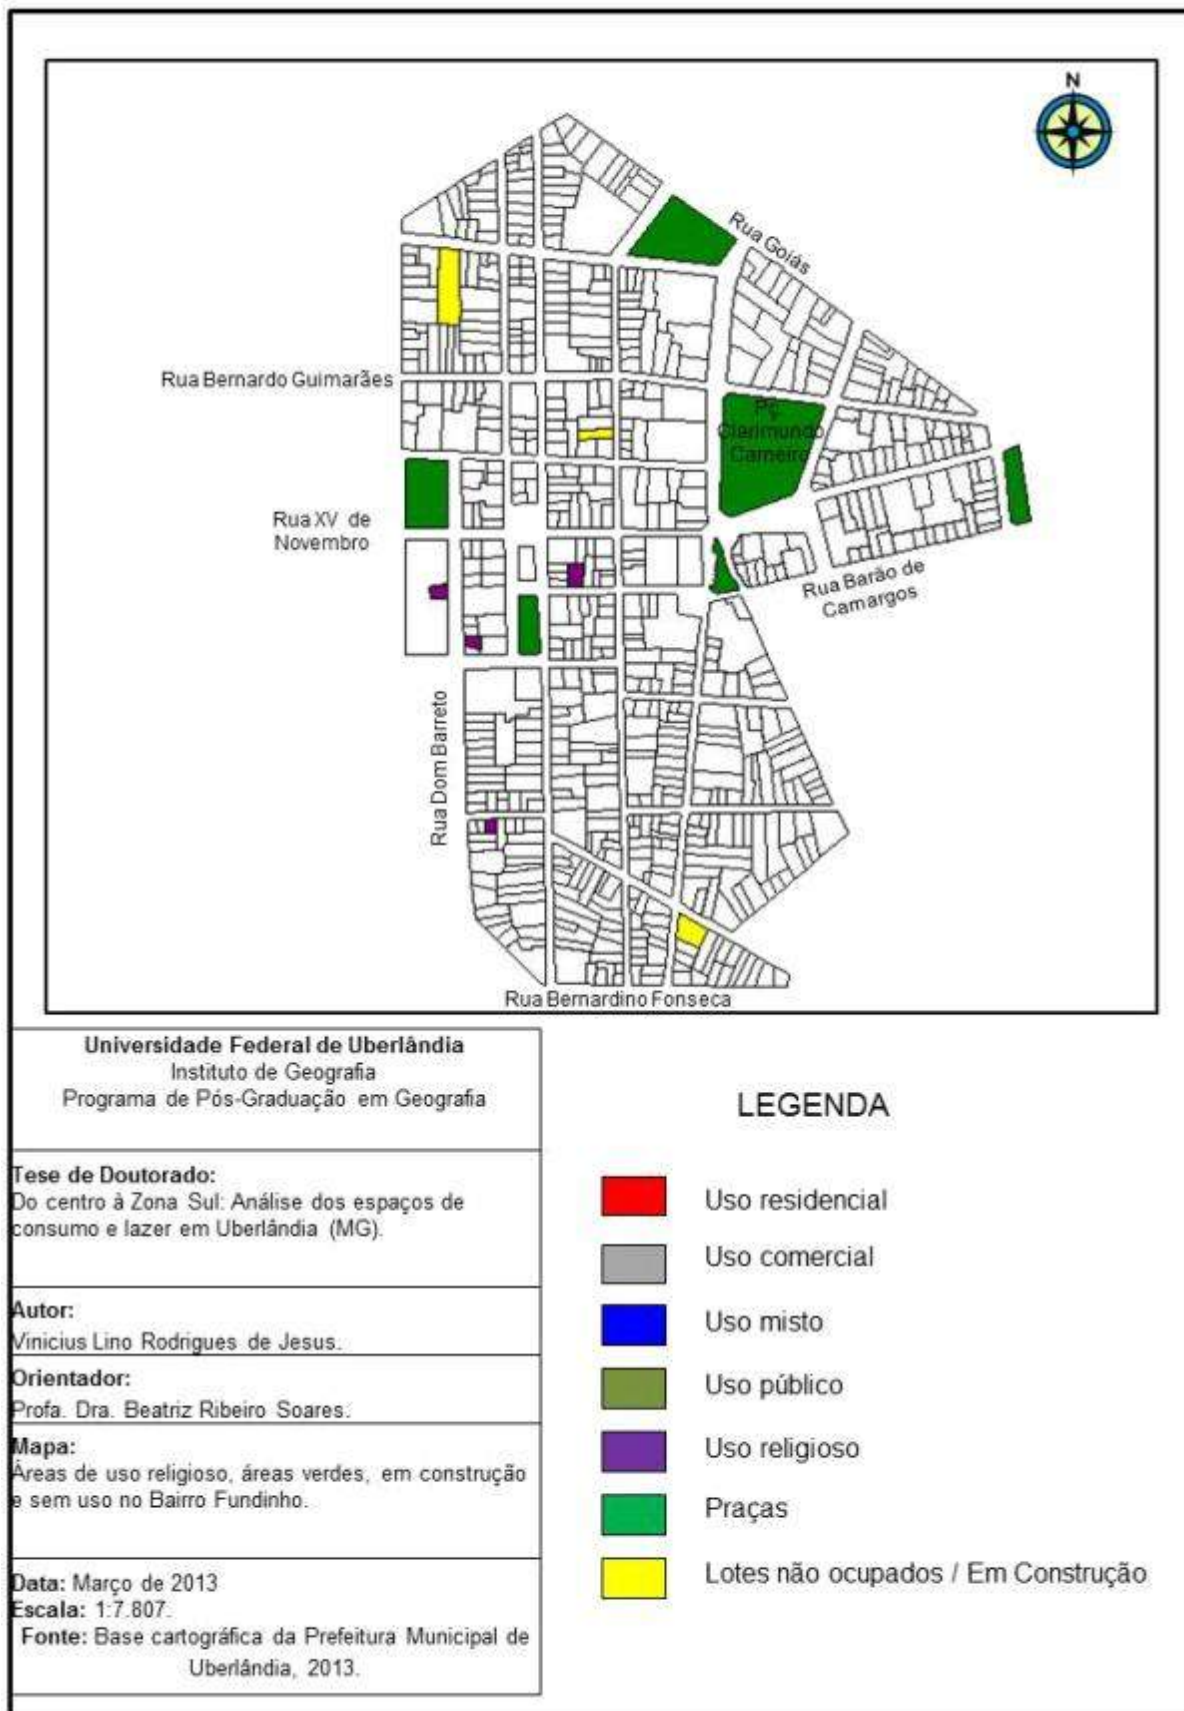 N
Rua Goiás
Rua Bernardo Guimarães
Pç.
Clarimundo
Carneiro
Rua XV de
Novembro
Rua Barão de
Camargos
Rua Dom Barreto
Rua Bernardino Fonseca
Universidade Federal de Uberlândia
Instituto de Geografia
Programa de Pós-Graduação em Geografia
Tese de Doutorado:
Do centro à Zona Sul: Análise dos espaços de
consumo e lazer em Uberlândia (MG).
Autor:
Vinicius Lino Rodrigues de Jesus.
Orientador:
Profa. Dra. Beatriz Ribeiro Soares.
Mapa:
Áreas de uso religioso, áreas verdes, em construção
e sem uso no Bairro Fundinho.
Data: Março de 2013
Escala: 1:7.807.
Fonte: Base cartográfica da Prefeitura Municipal de
Uberlândia, 2013.
LEGENDA
Uso residencial
Uso comercial
Uso misto
Uso público
Uso religioso
Praças
Lotes não ocupados / Em Construção